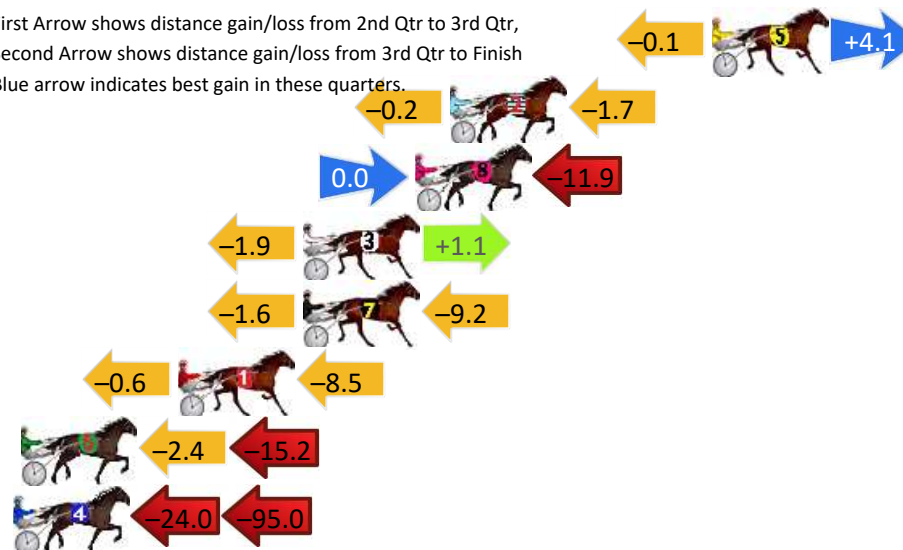 irst Arrow shows distance gain/loss from 2nd Qtr to 3rd Qtr,
econd Arrow shows distance gain/loss from 3rd Qtr to Finish
lue arrow indicates best gain in these quarters.
–0.1 5 +4.1
–0.2 2 –1.7
0.0 8 –11.9
–1.9 3 +1.1
–1.6 7 –9.2
–0.6 1 –8.5
–2.4 –15.2
4 –24.0 –95.0